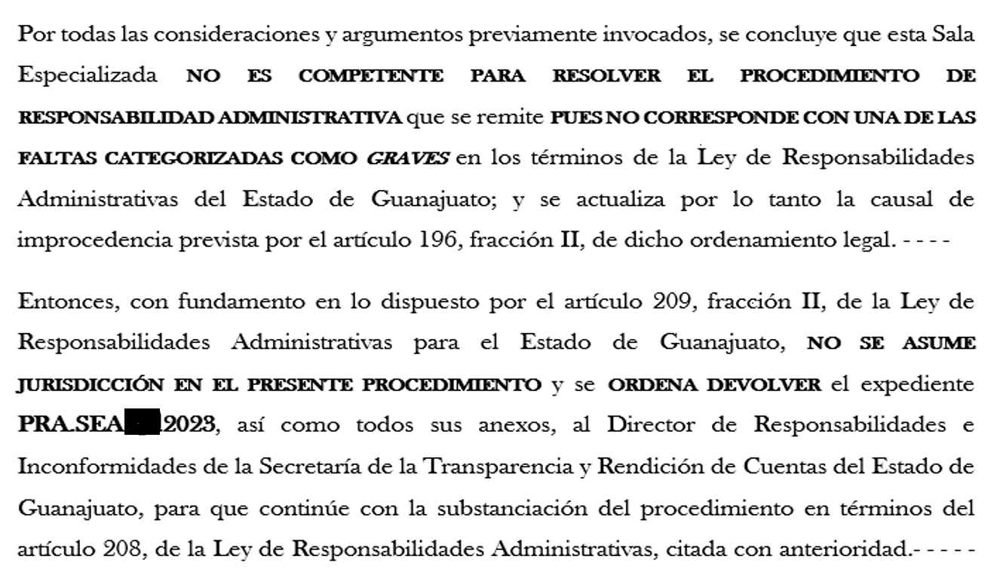 Por todas las consideraciones y argumentos previamente invocados, se concluye que esta Sala
Especializada NO ES COMPETENTE PARA RESOLVER EL PROCEDIMIENTO DE
RESPONSABILIDAD ADMINISTRATIVA que se remite PUES NO CORRESPONDE CON UNA DE LAS
FALTAS CATEGORIZADAS COMO GRAVES en los términos de la Ley de Responsabilidades
Administrativas del Estado de Guanajuato; y se actualiza por lo tanto la causal de
improcedencia prevista por el artículo 196, fracción II, de dicho ordenamiento legal. - - - -
Entonces, con fundamento en lo dispuesto por el artículo 209, fracción II, de la Ley de
Responsabilidades Administrativas para el Estado de Guanajuato, NO SE ASUME
JURISDICCIÓN EN EL PRESENTE PROCEDIMIENTO y se ORDENA DEVOLVER el expediente
PRA.SEA .2023, así como todos sus anexos, al Director de Responsabilidades e
Inconformidades de la Secretaría de la Transparencia y Rendición de Cuentas del Estado de
Guanajuato, para que continúe con la substanciación del procedimiento en términos del
artículo 208, de la Ley de Responsabilidades Administrativas, citada con anterioridad.- - - - -